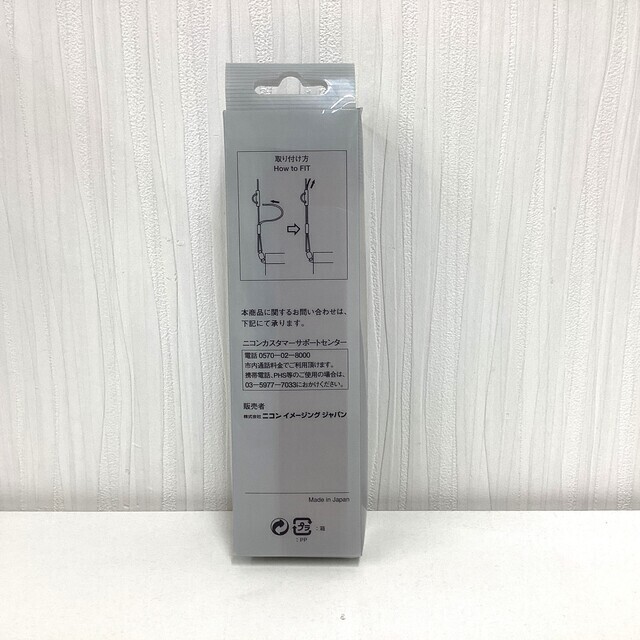 取り付け方
How to FIT
本商品に関するお問い合わせは、
下記にて承ります。
ニコンカスタマーサポートセンター
電話 0570-02-8000
市内通話料金でご利用頂けます。
携帯電話、PHS等のご使用の場合は、
03-5977-7033におかけください。
販売者
株式会社 ニコン イメージング ジャパン
Made in Japan
プラ : 箱
: PP